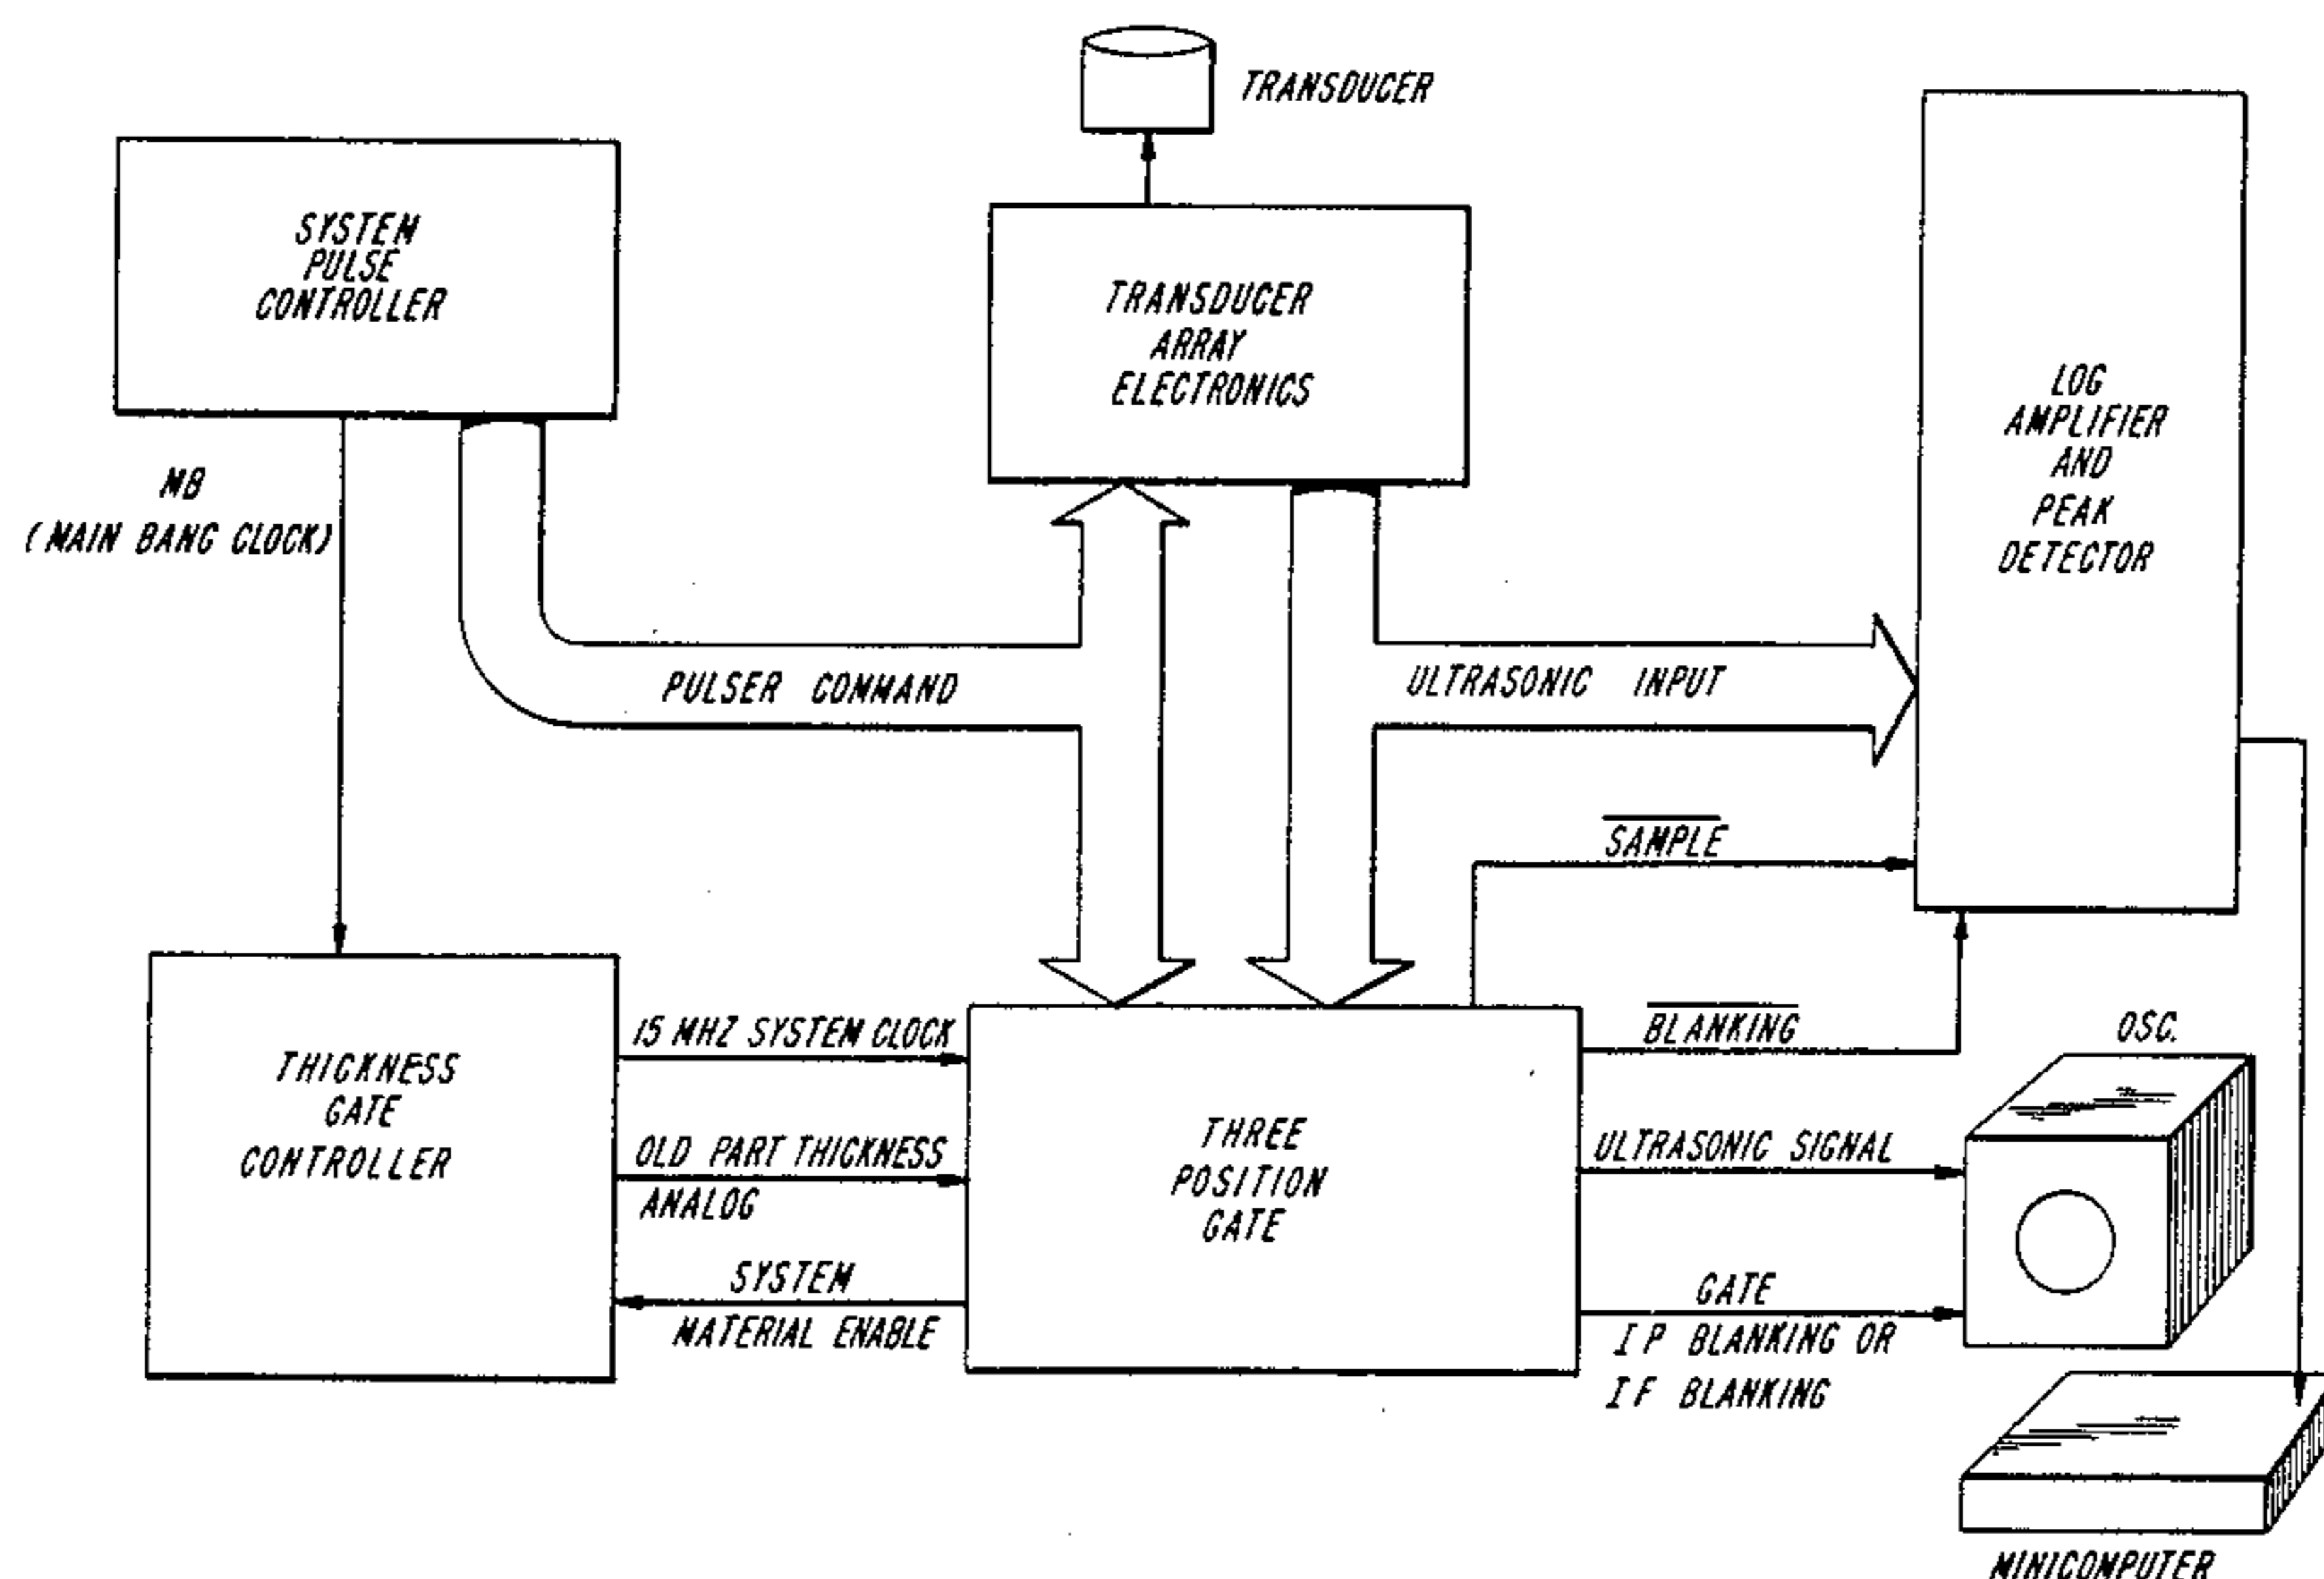 TRANSDUCER
SYSTEM
PULSE
CONTROLLER
TRANSDUCER
ARRAY
ELECTRONICS
LOG
AMPLIFIER
AND
PEAK
DETECTOR
MB
(MAIN BANG CLOCK)
PULSER COMMAND
ULTRASONIC INPUT
SAMPLE
THICKNESS
GATE
CONTROLLER
15 MHZ SYSTEM CLOCK
OLD PART THICKNESS
ANALOG
SYSTEM
MATERIAL ENABLE
THREE
POSITION
GATE
BLANKING
OSC.
ULTRASONIC SIGNAL
GATE
IP BLANKING OR
IF BLANKING
MINICOMPUTER